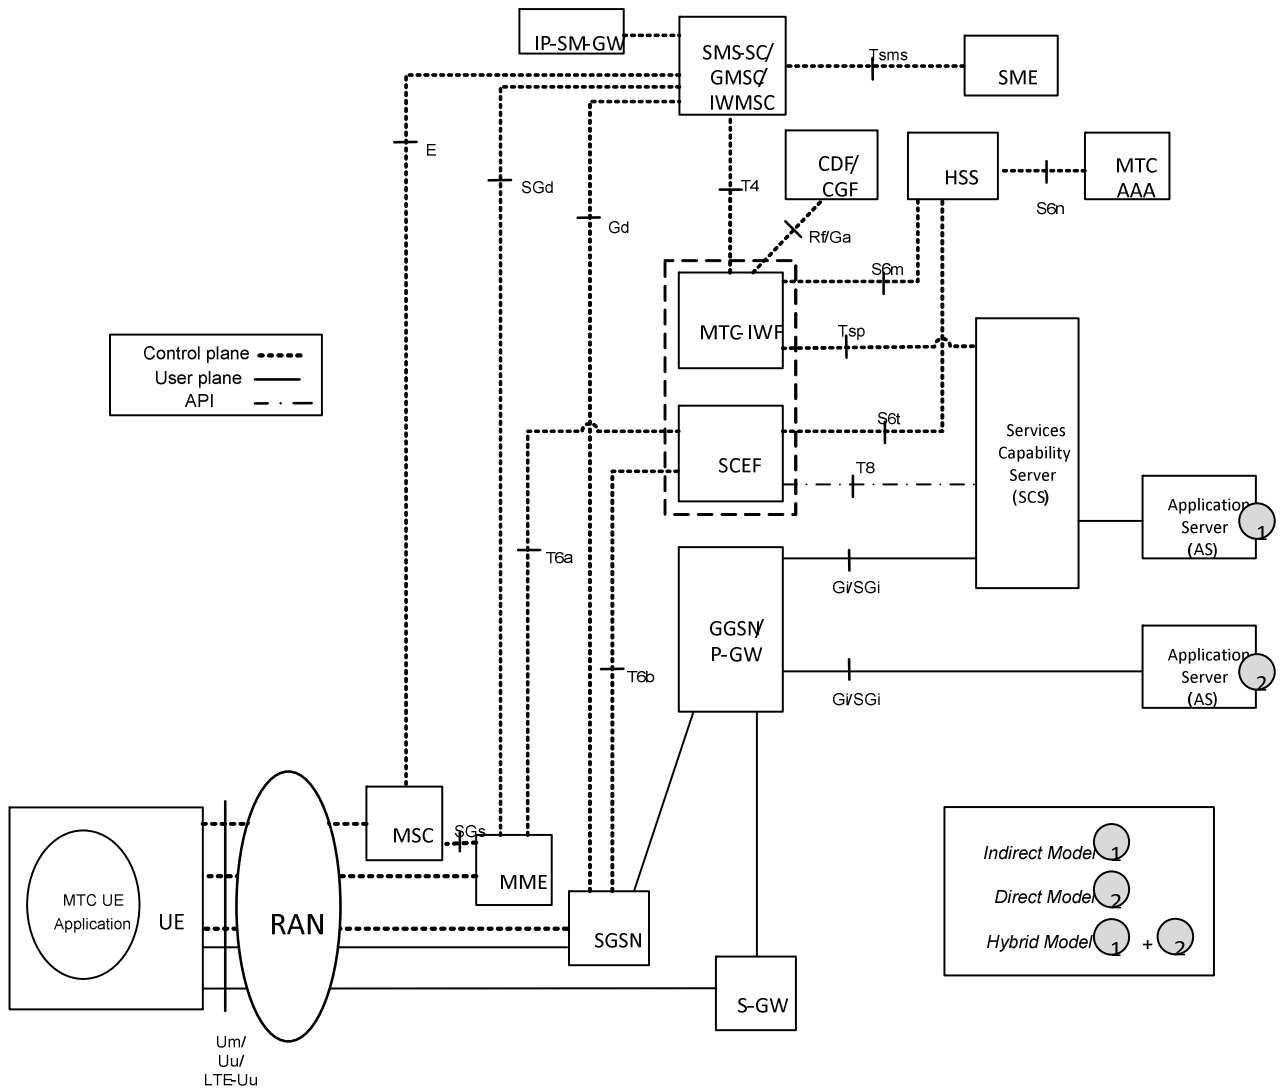 IP-SM-GW
SMS-SC/
GMSC/
IWMSC
Tsms
SME
E
SGd
Gd
T4
CDF/
CGF
Rf/Ga
HSS
S6n
MTC
AAA
S6m
MTC-IWF
Tsp
Control plane
User plane
API
SCEF
S6t
T8
Services
Capability
Server
(SCS)
Application
Server
(AS)
1
T6a
Gi/SGi
GGSN/
P-GW
T6b
Gi/SGi
Application
Server
(AS)
2
MSC
SGs
MME
MTC UE
Application
UE
RAN
SGSN
S-GW
Um/
Uu/
LTE-Uu
Indirect Model 1
Direct Model 2
Hybrid Model 1 + 2